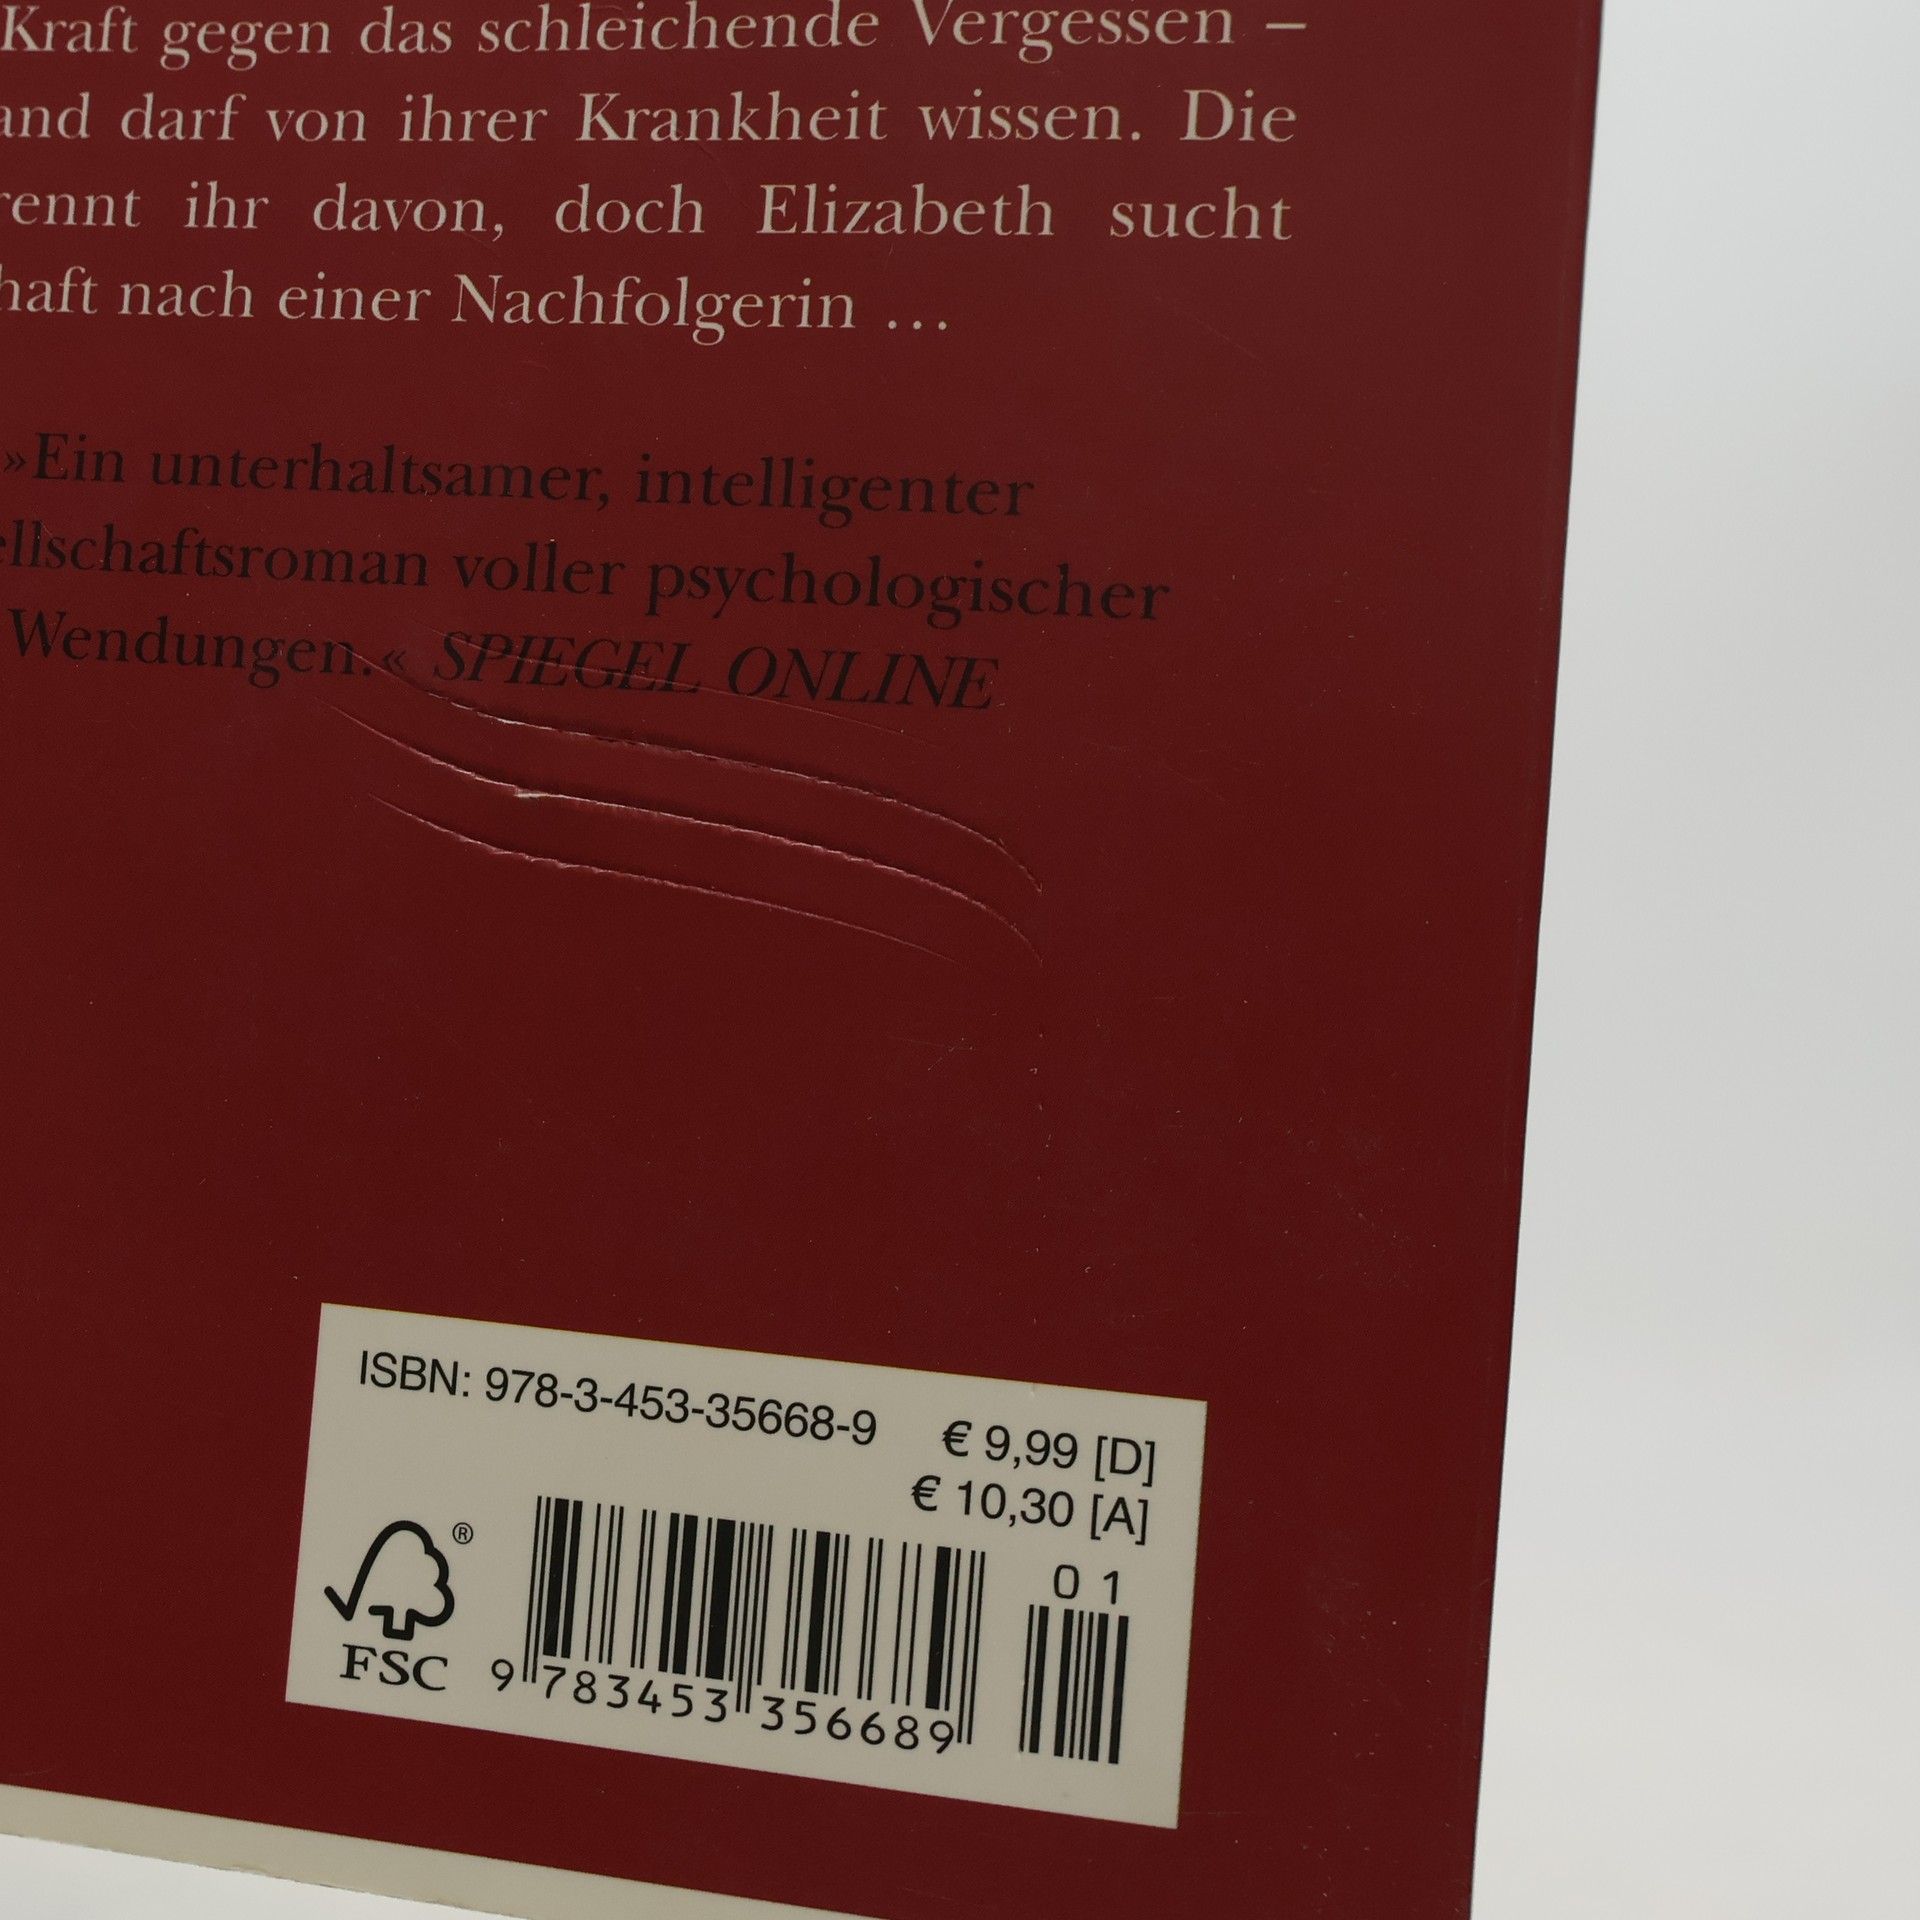 Kraft gegen das schleichende Vergessen –
and darf von ihrer Krankheit wissen. Die
rennt ihr davon, doch Elizabeth sucht
haft nach einer Nachfolgerin …
»Ein unterhaltsamer, intelligenter
ellschaftsroman voller psychologischer
Wendungen.« SPIEGEL ONLINE
ISBN: 978-3-453-35668-9
€ 9,99 [D]
€ 10,30 [A]
®
FSC
0 1
9 783453 356689